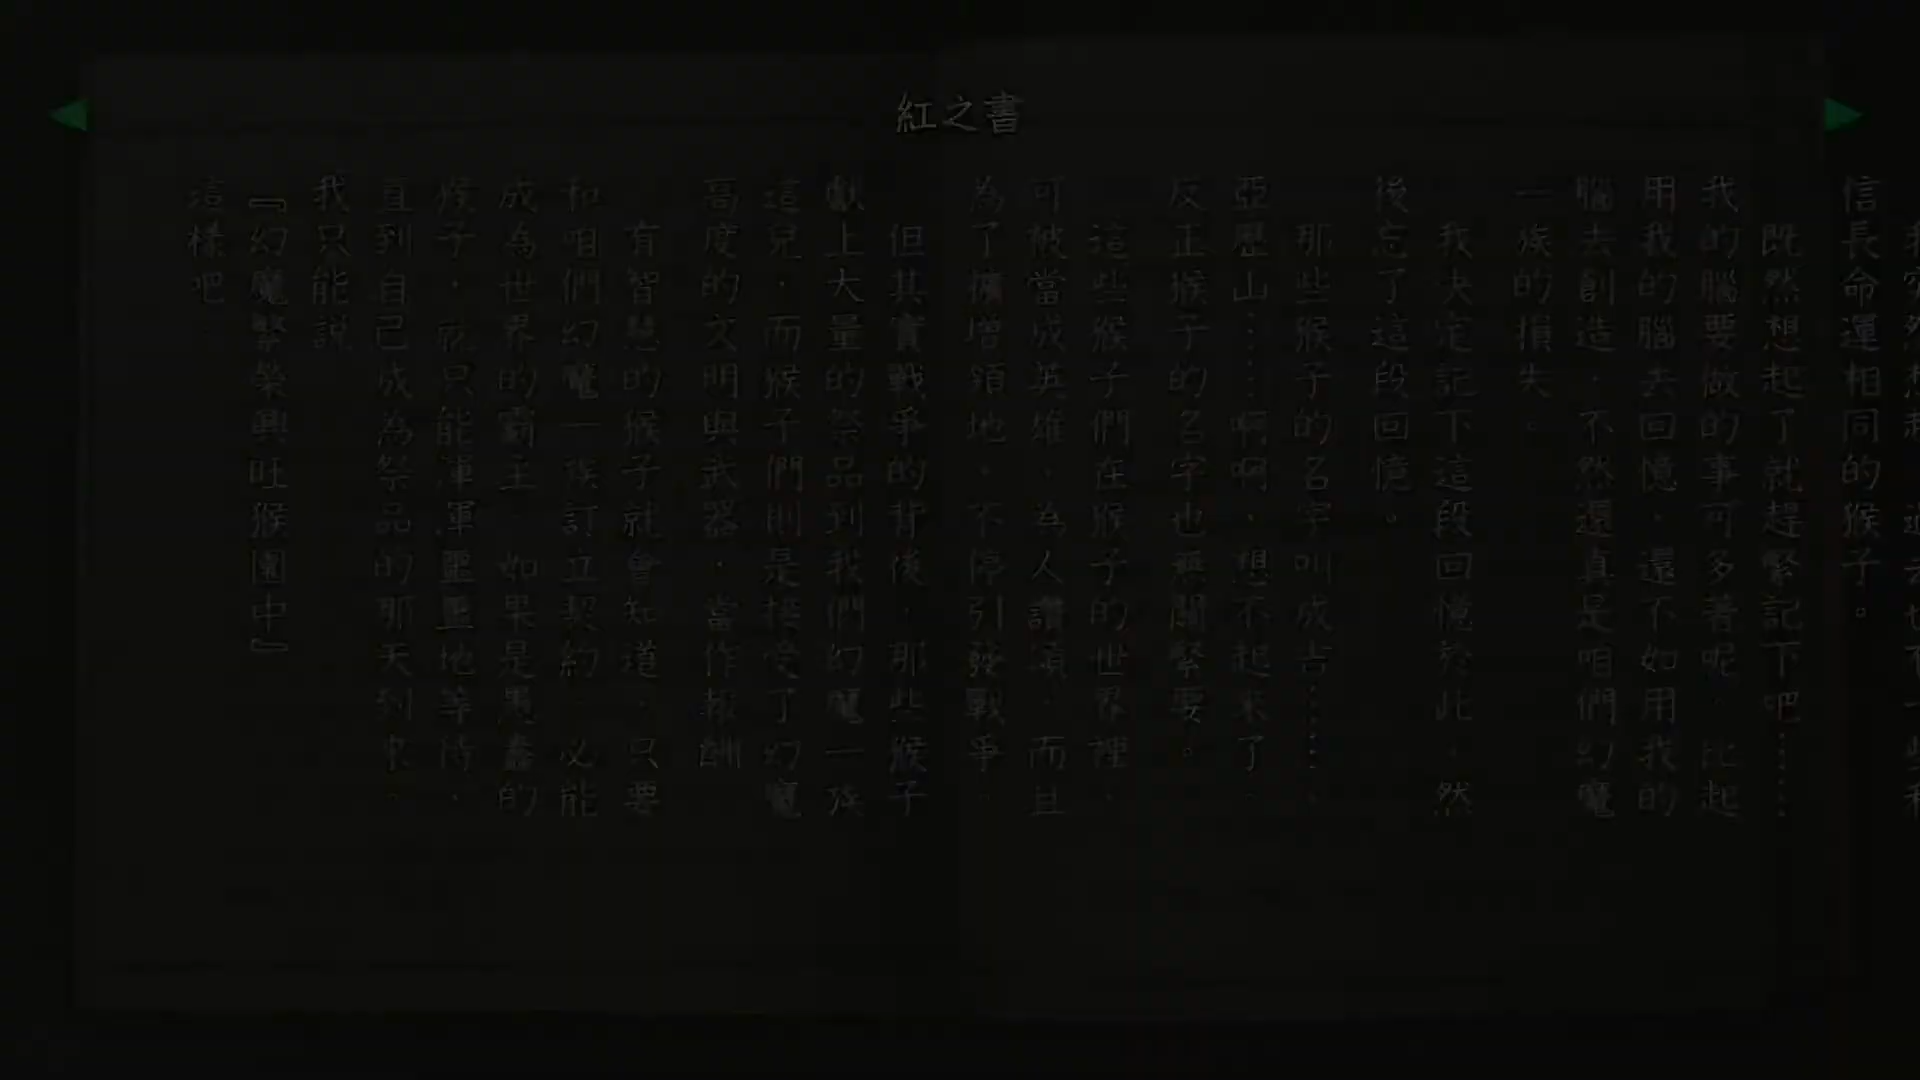 紅之書
信長命運相同的猴子。
既然想起了就趕緊記下吧……
我的腦要做的事可多著呢，比起
用我的腦去回憶，還不如用我的
腦去創造，不然還真是咱們幻魔
一族的損失。
我決定記下這段回憶於此，然
後忘了這段回憶。
那些猴子的名字叫成吉……，
亞歷山……啊啊，想不起來了，
反正猴子的名字也無關緊要。
這些猴子們在猴子的世界裡，
可被當成英雄，為人讚頌，而且
為了擴增領地，不停引發戰爭，
但其實戰爭的背後，那些猴子
獻上大量的祭品到我們幻魔一族
這兒，而猴子們則是接受了幻魔
高度的文明與武器，當作報酬。
有智慧的猴子就會知道，只要
和咱們幻魔一族訂立契約，必能
成為世界的霸主，如果是愚蠢的
猴子，就只能渾渾噩噩地等待，
直到自己成為祭品的那天到來，
我只能說
『幻魔繁榮興旺猴園中』
這樣吧。